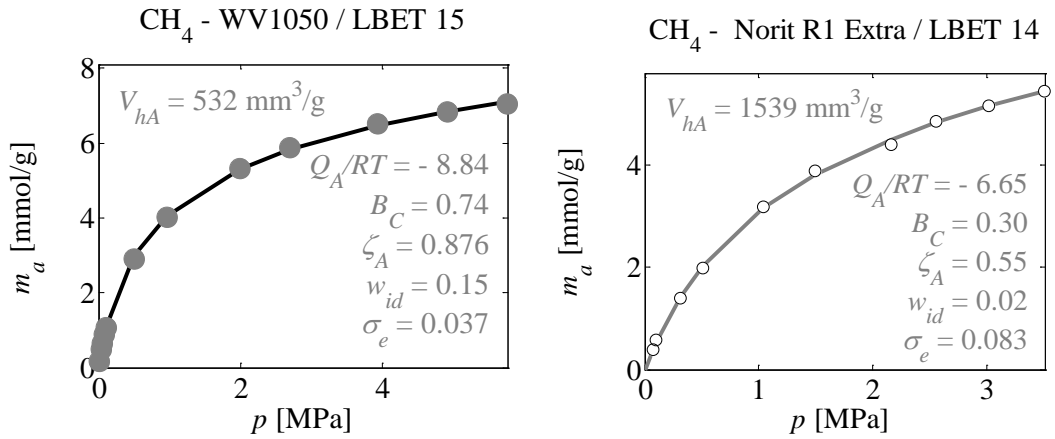 CH₄ - WV1050 / LBET 15
8
6
4
2
0
0
2
4
mₐ [mmol/g]
p [MPa]
V_hA = 532 mm³/g
Q_A/RT = - 8.84
B_C = 0.74
ζ_A = 0.876
w_id = 0.15
σ_e = 0.037
CH₄ - Norit R1 Extra / LBET 14
4
2
0
0
1
2
3
mₐ [mmol/g]
p [MPa]
V_hA = 1539 mm³/g
Q_A/RT = - 6.65
B_C = 0.30
ζ_A = 0.55
w_id = 0.02
σ_e = 0.083